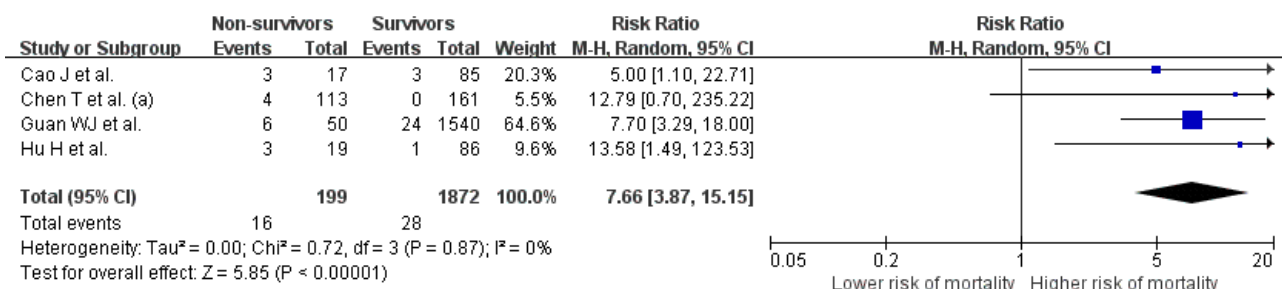 Non-survivors Survivors Risk Ratio Risk Ratio
Study or Subgroup Events Total Events Total Weight M-H, Random, 95% CI M-H, Random, 95% CI
Cao J et al. 3 17 3 85 20.3% 5.00 [1.10, 22.71]
Chen T et al. (a) 4 113 0 161 5.5% 12.79 [0.70, 235.22]
Guan WJ et al. 6 50 24 1540 64.6% 7.70 [3.29, 18.00]
Hu H et al. 3 19 1 86 9.6% 13.58 [1.49, 123.53]
Total (95% CI) 199 1872 100.0% 7.66 [3.87, 15.15]
Total events 16 28
Heterogeneity: Tau² = 0.00; Chi² = 0.72, df = 3 (P = 0.87); I² = 0%
Test for overall effect: Z = 5.85 (P < 0.00001)
0.05 0.2 1 5 20
Lower risk of mortality Higher risk of mortality